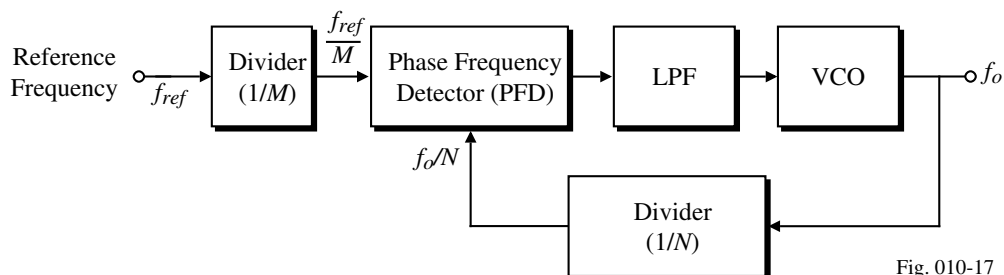 Reference
Frequency
f_ref
Divider
(1/M)
f_ref
M
Phase Frequency
Detector (PFD)
LPF
VCO
f_o
f_o/N
Divider
(1/N)
Fig. 010-17